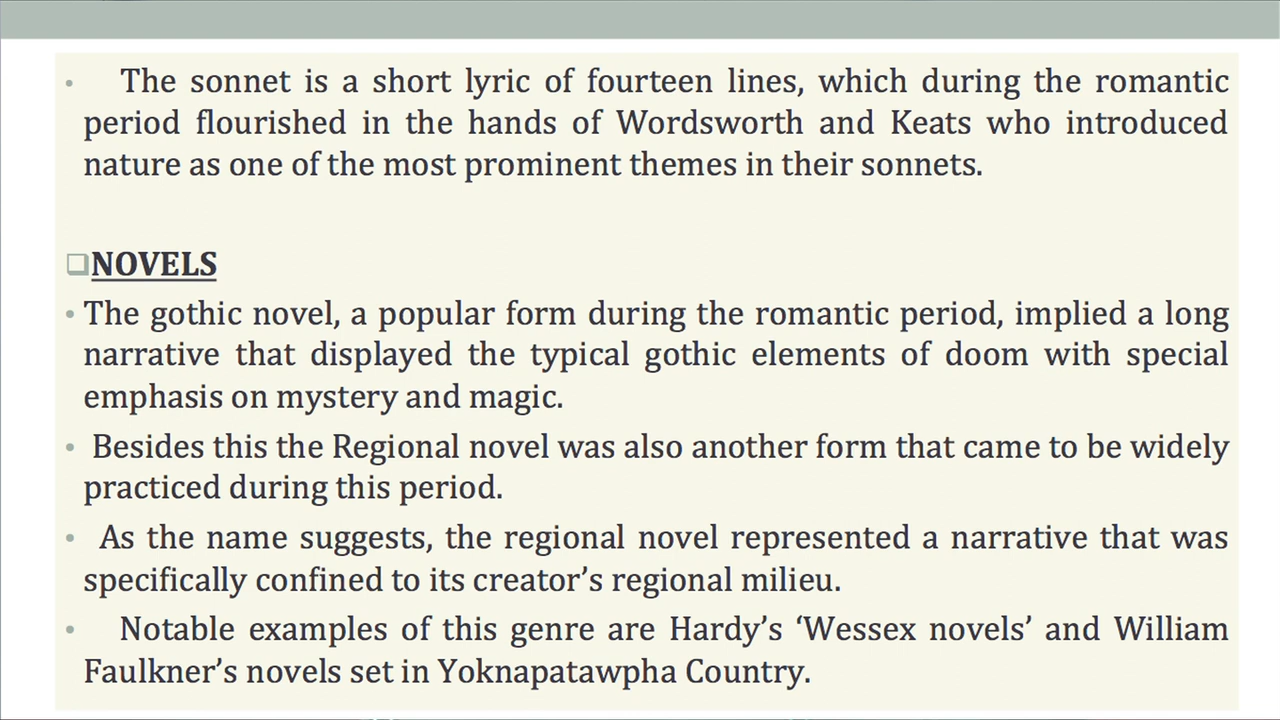 • The sonnet is a short lyric of fourteen lines, which during the romantic
period flourished in the hands of Wordsworth and Keats who introduced
nature as one of the most prominent themes in their sonnets.
❑NOVELS
• The gothic novel, a popular form during the romantic period, implied a long
narrative that displayed the typical gothic elements of doom with special
emphasis on mystery and magic.
• Besides this the Regional novel was also another form that came to be widely
practiced during this period.
• As the name suggests, the regional novel represented a narrative that was
specifically confined to its creator’s regional milieu.
• Notable examples of this genre are Hardy’s ‘Wessex novels’ and William
Faulkner’s novels set in Yoknapatawpha Country.